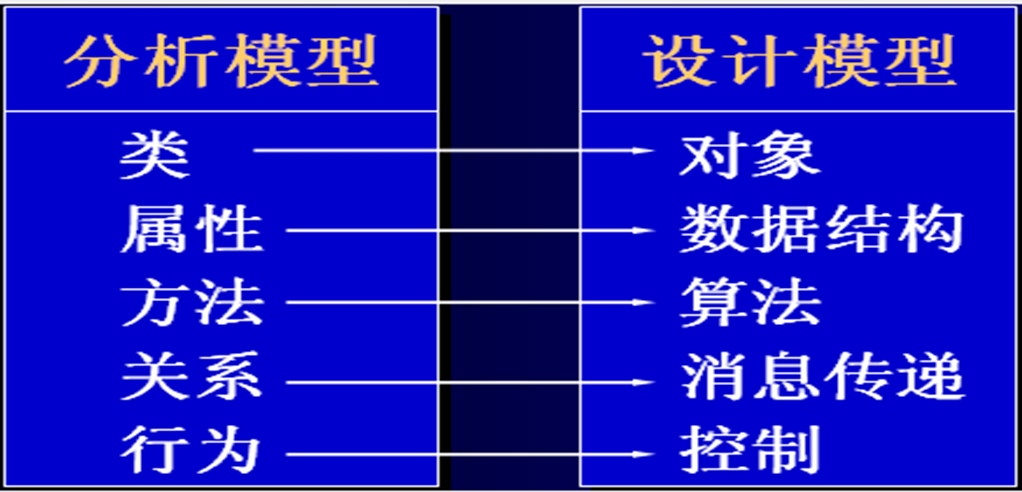 分析模型
类
属性
方法
关系
行为
设计模型
对象
数据结构
算法
消息传递
控制